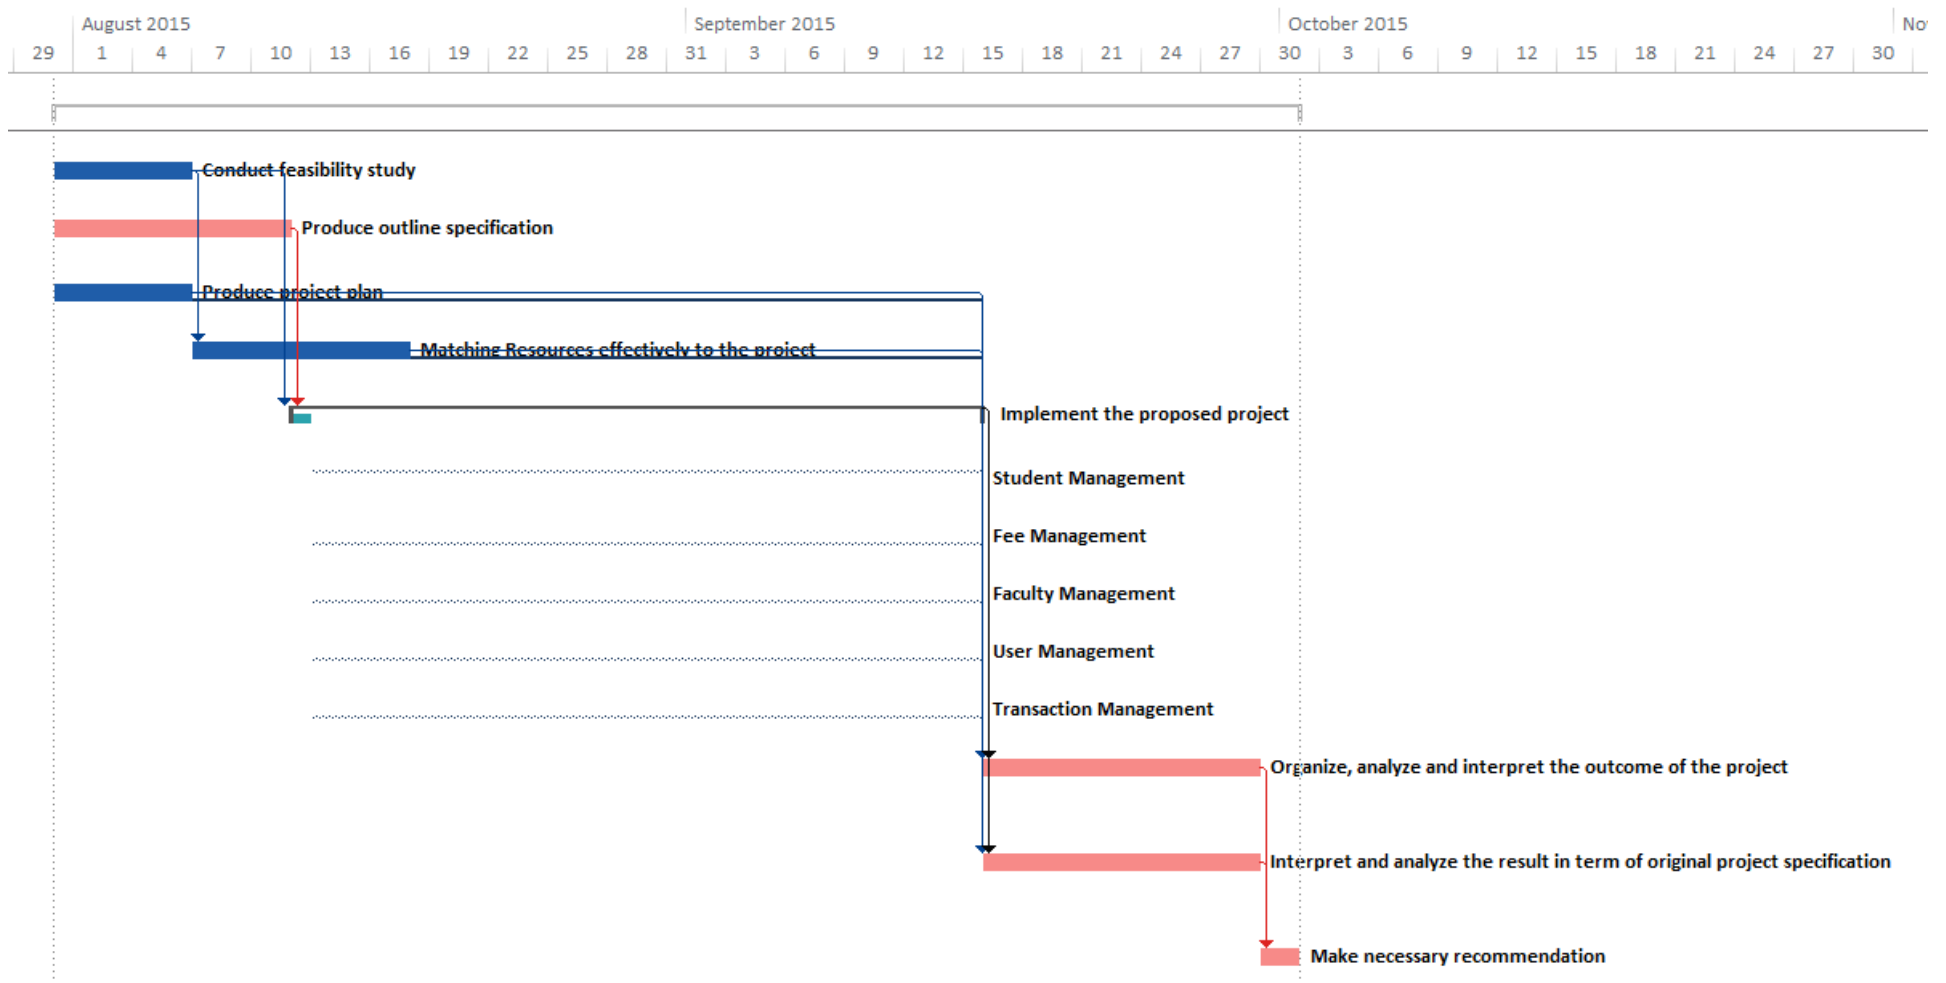 August 2015 September 2015 October 2015 No
29 1 4 7 10 13 16 19 22 25 28 31 3 6 9 12 15 18 21 24 27 30 3 6 9 12 15 18 21 24 27 30
Conduct feasibility study
Produce outline specification
Produce project plan
Matching Resources effectively to the project
Implement the proposed project
Student Management
Fee Management
Faculty Management
User Management
Transaction Management
Organize, analyze and interpret the outcome of the project
Interpret and analyze the result in term of original project specification
Make necessary recommendation